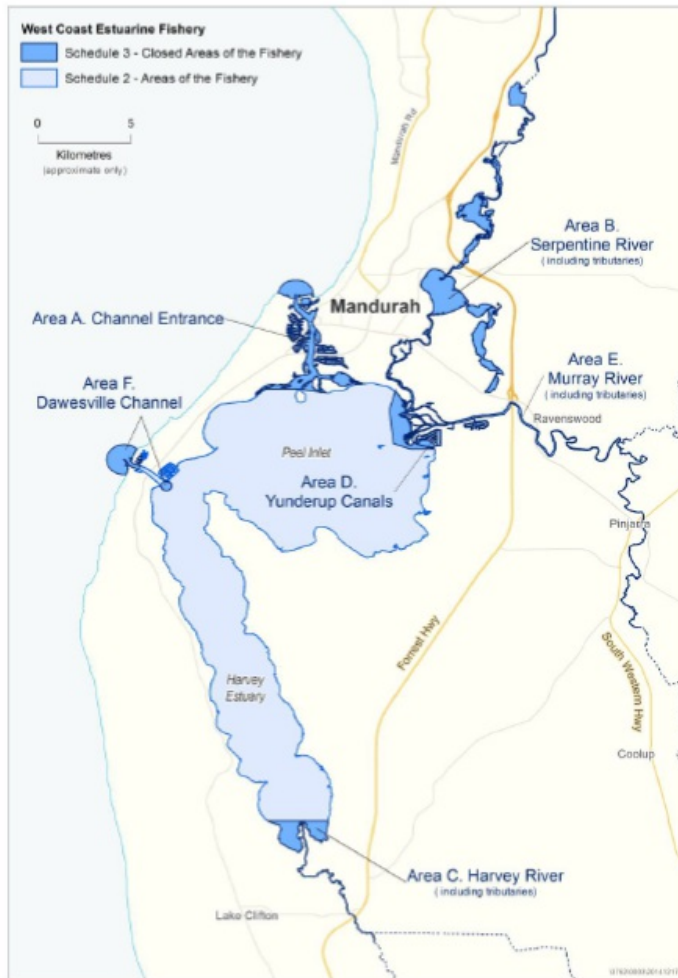 West Coast Estuarine Fishery
Schedule 3 - Closed Areas of the Fishery
Schedule 2 - Areas of the Fishery
0 5
Kilometres
(approximate only)
Mandurah Rd
Area B.
Serpentine River
(including tributaries)
Mandurah
Area A. Channel Entrance
Area E.
Murray River
(including tributaries)
Area F.
Dawesville Channel
Ravenswood
Peel Inlet
Area D.
Yunderup Canals
Pinjarra
Forrest Hwy
South Western Hwy
Harvey
Estuary
Coolup
Area C. Harvey River
(including tributaries)
Lake Clifton